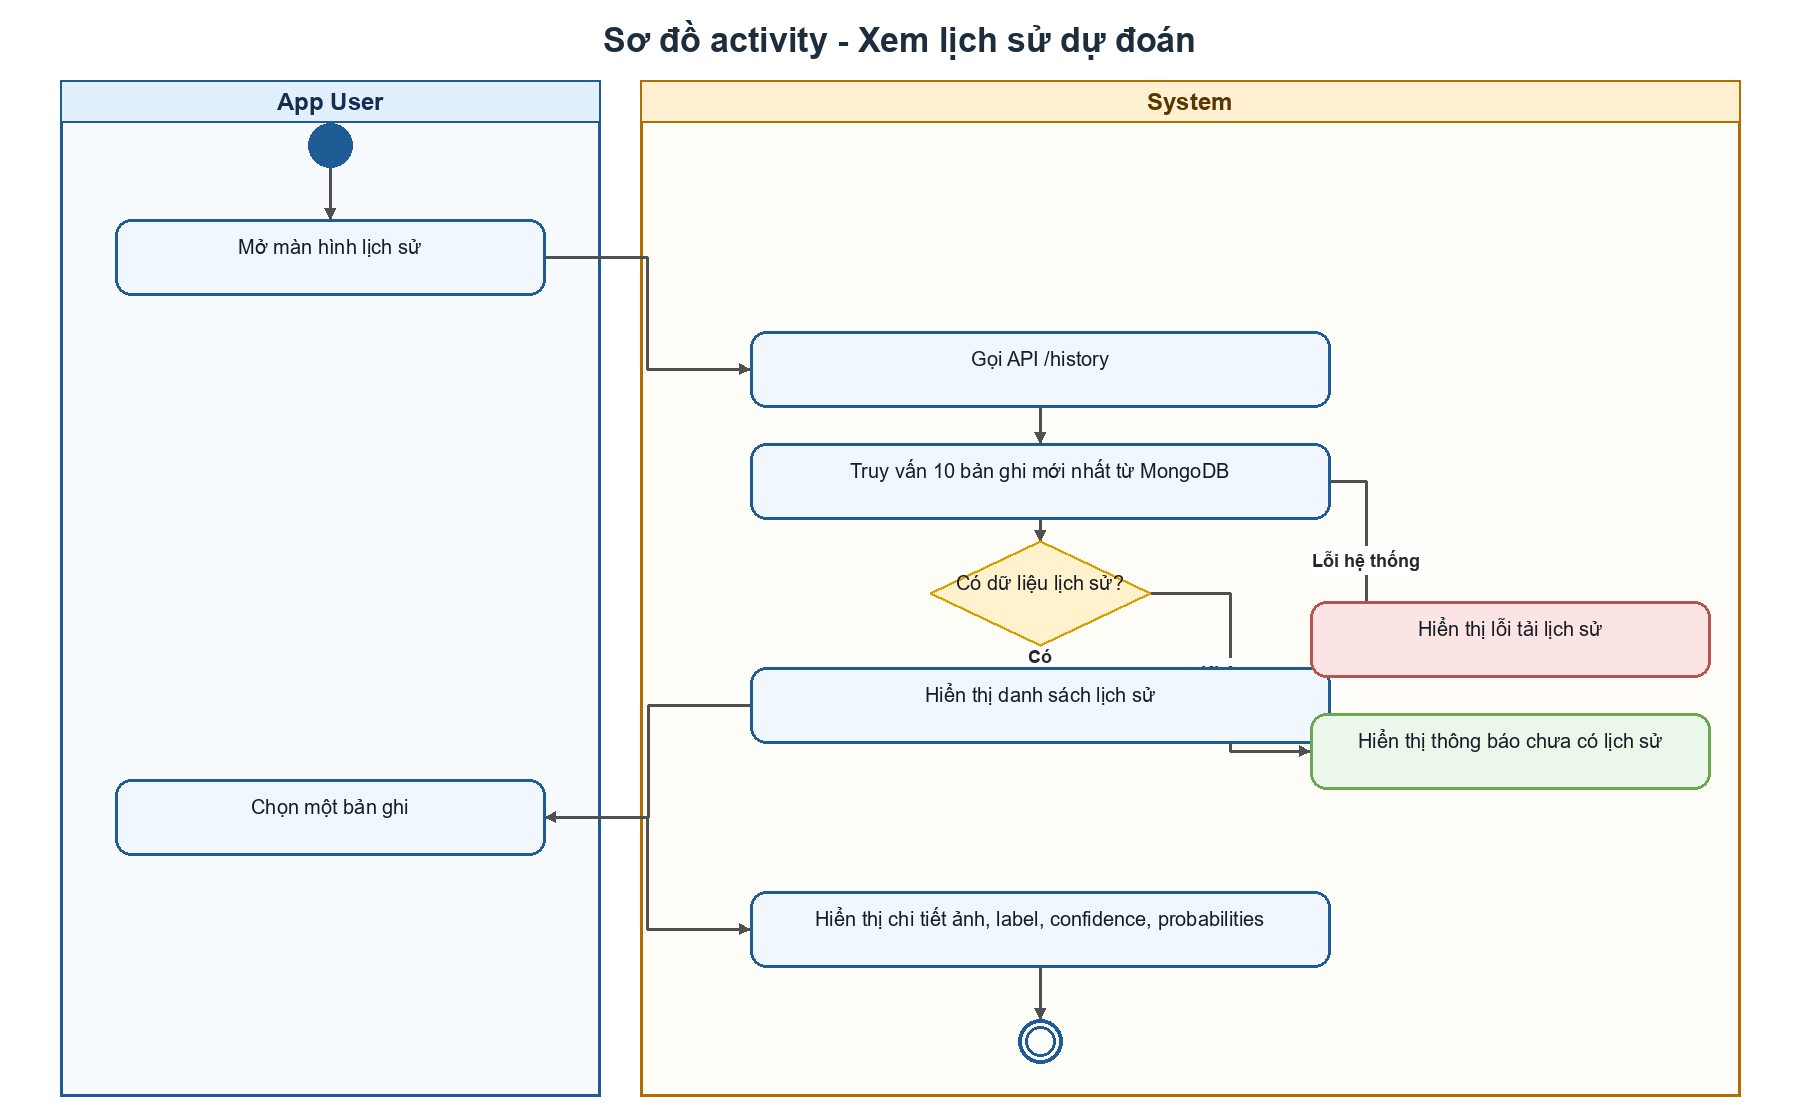 Sơ đồ activity - Xem lịch sử dự đoán
App User
System
Mở màn hình lịch sử
Gọi API /history
Truy vấn 10 bản ghi mới nhất từ MongoDB
Lỗi hệ thống
Có dữ liệu lịch sử?
Hiển thị lỗi tải lịch sử
Có
Hiển thị danh sách lịch sử
Hiển thị thông báo chưa có lịch sử
Chọn một bản ghi
Hiển thị chi tiết ảnh, label, confidence, probabilities